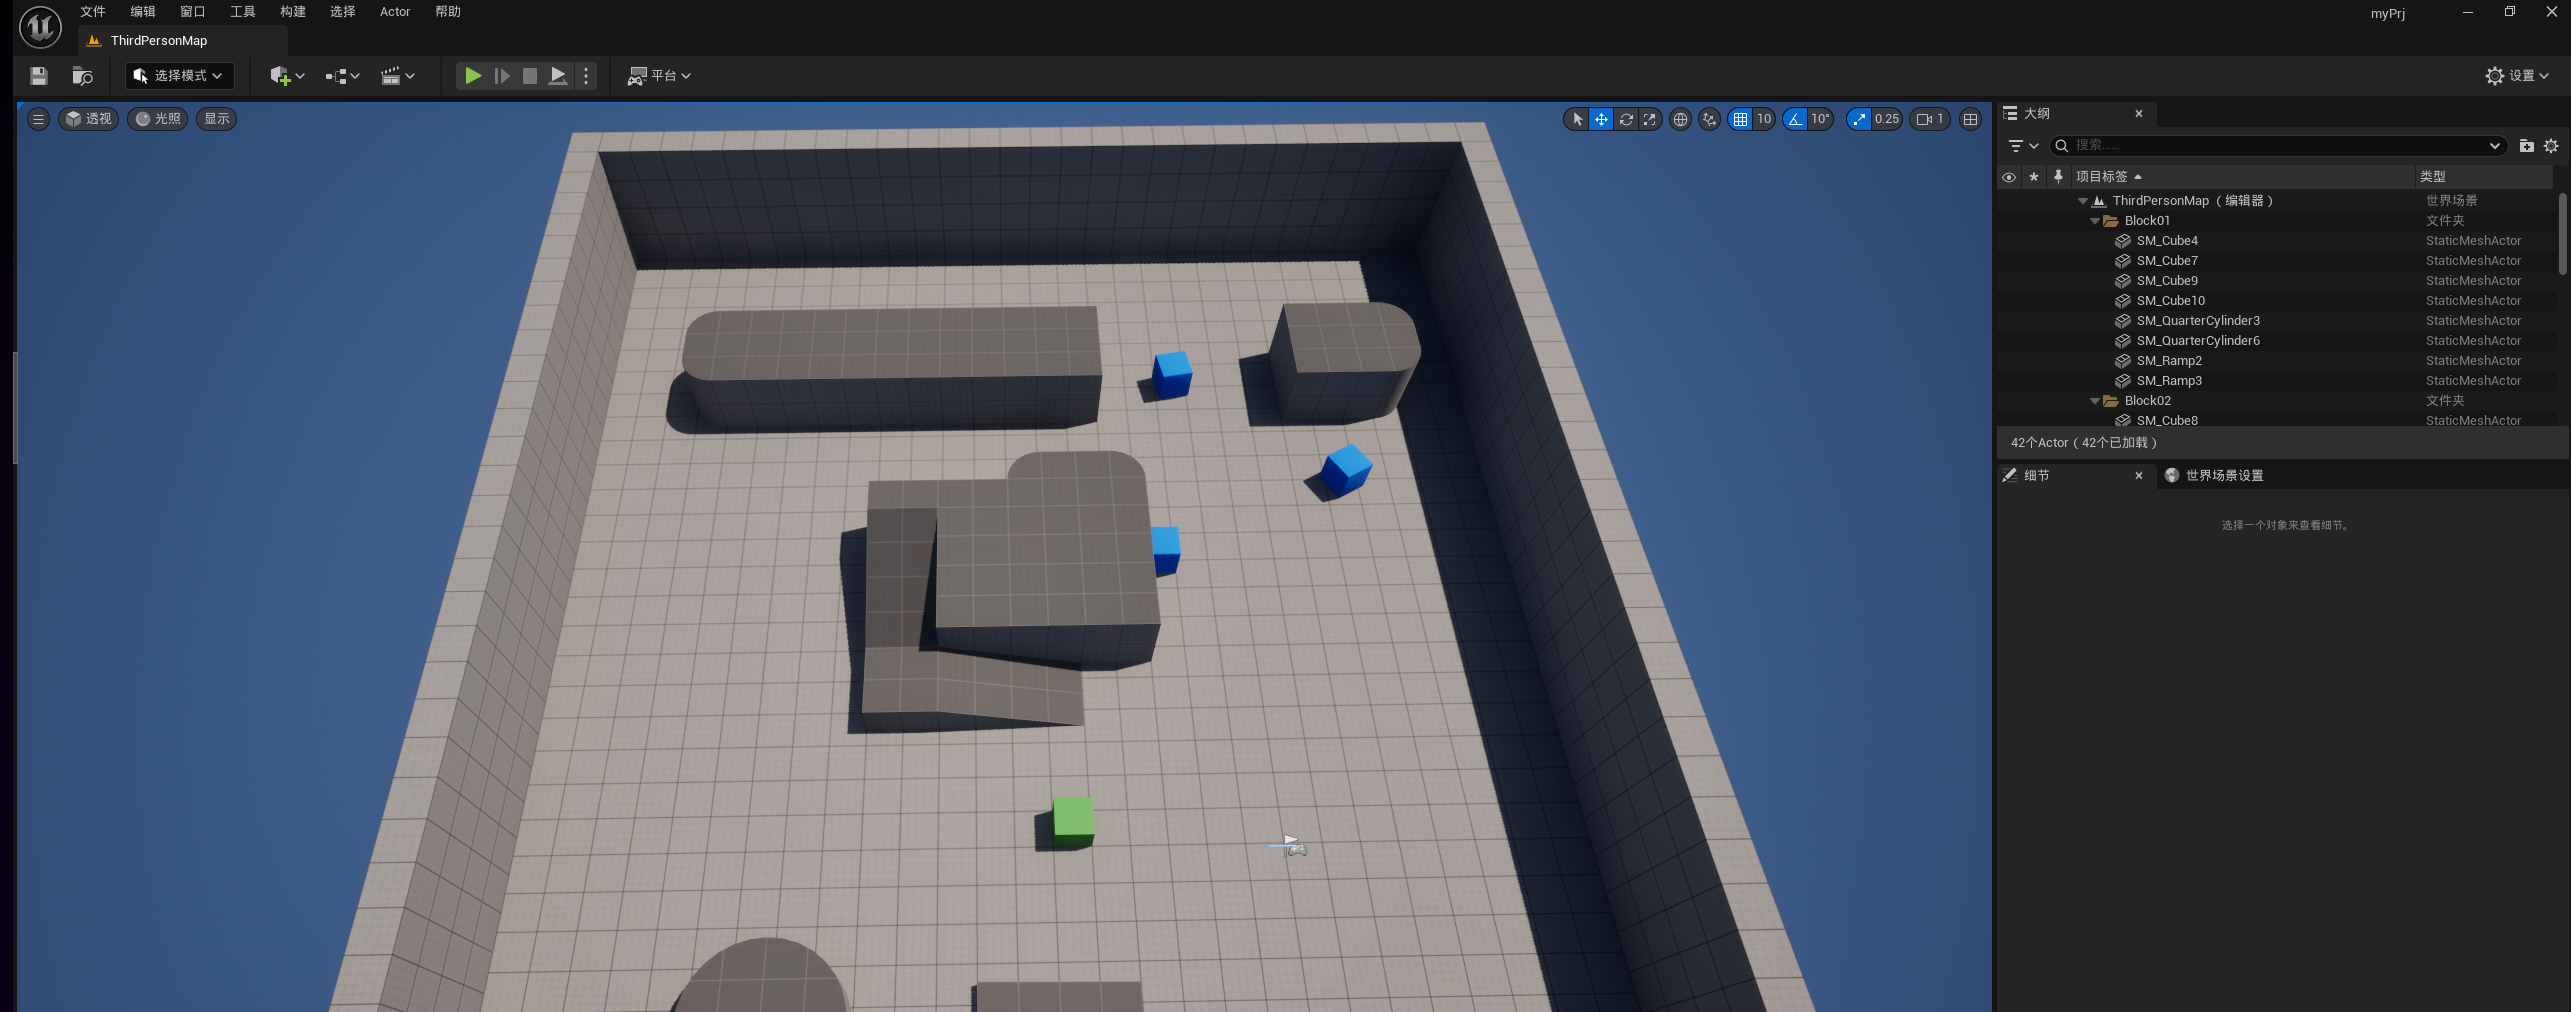 文件 编辑 窗口 工具 构建 选择 Actor 帮助
myPrj
ThirdPersonMap
选择模式
平台
设置
透视 光照 显示
10 10° 0.25 1
大纲
搜索......
项目标签 类型
ThirdPersonMap（编辑器） 世界场景
Block01 文件夹
SM_Cube4 StaticMeshActor
SM_Cube7 StaticMeshActor
SM_Cube9 StaticMeshActor
SM_Cube10 StaticMeshActor
SM_QuarterCylinder3 StaticMeshActor
SM_QuarterCylinder6 StaticMeshActor
SM_Ramp2 StaticMeshActor
SM_Ramp3 StaticMeshActor
Block02 文件夹
SM_Cube8 StaticMeshActor
42个Actor（42个已加载）
细节 世界场景设置
选择一个对象来查看细节。